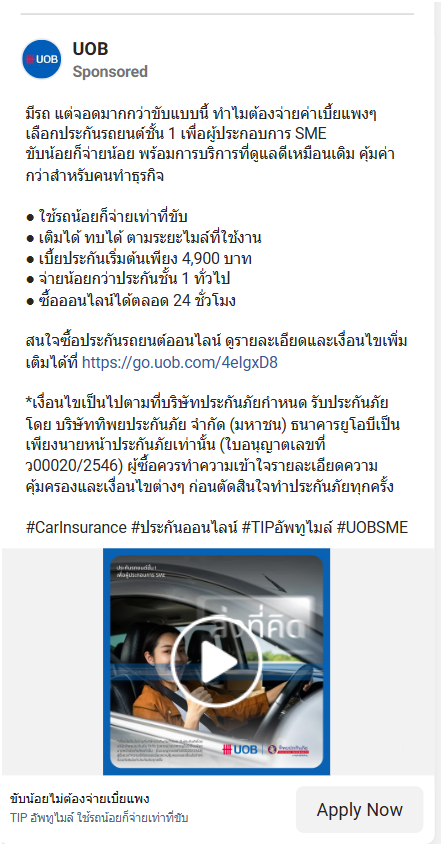 UOB
UOB
Sponsored
มีรถ แต่จอดมากกว่าขับแบบนี้ ทำไมต้องจ่ายค่าเบี้ยแพงๆ
เลือกประกันรถยนต์ชั้น 1 เพื่อผู้ประกอบการ SME
ขับน้อยก็จ่ายน้อย พร้อมการบริการที่ดูแลดีเหมือนเดิม คุ้มค่า
กว่าสำหรับคนทำธุรกิจ
● ใช้รถน้อยก็จ่ายเท่าที่ขับ
● เติมได้ ทบได้ ตามระยะไมล์ที่ใช้งาน
● เบี้ยประกันเริ่มต้นเพียง 4,900 บาท
● จ่ายน้อยกว่าประกันชั้น 1 ทั่วไป
● ซื้อออนไลน์ได้ตลอด 24 ชั่วโมง
สนใจซื้อประกันรถยนต์ออนไลน์ ดูรายละเอียดและเงื่อนไขเพิ่ม
เติมได้ที่ https://go.uob.com/4elgxD8
*เงื่อนไขเป็นไปตามที่บริษัทประกันภัยกำหนด รับประกันภัย
โดย บริษัททิพยประกันภัย จำกัด (มหาชน) ธนาคารยูโอบีเป็น
เพียงนายหน้าประกันภัยเท่านั้น (ใบอนุญาตเลขที่
ว00020/2546) ผู้ซื้อควรทำความเข้าใจรายละเอียดความ
คุ้มครองและเงื่อนไขต่างๆ ก่อนตัดสินใจทำประกันภัยทุกครั้ง
#CarInsurance #ประกันออนไลน์ #TIPอัพทูไมล์ #UOBSME
ประกันรถยนต์ชั้น 1
เพื่อผู้ประกอบการ SME
สิ่งที่คิด
UOB
ทิพยประกันภัย
ขับน้อยไม่ต้องจ่ายเบี้ยแพง
TIP อัพทูไมล์ ใช้รถน้อยก็จ่ายเท่าที่ขับ
Apply Now